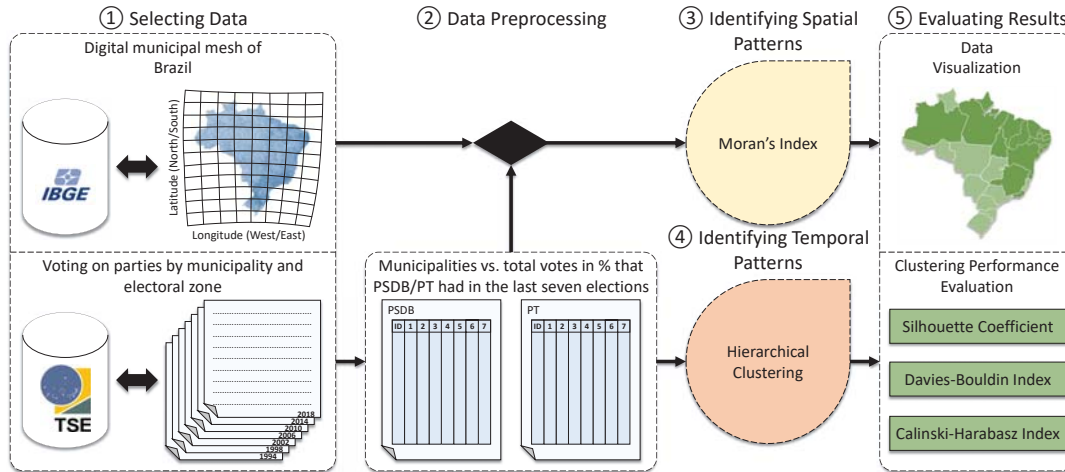 ① Selecting Data
Digital municipal mesh of
Brazil
IBGE
Latitude (North/South)
Longitude (West/East)
Voting on parties by municipality and
electoral zone
TSE
2018
2014
2010
2006
2002
1998
1994
② Data Preprocessing
Municipalities vs. total votes in % that
PSDB/PT had in the last seven elections
PSDB
ID 1 2 3 4 5 6 7
PT
ID 1 2 3 4 5 6 7
③ Identifying Spatial
Patterns
Moran's Index
④ Identifying Temporal
Patterns
Hierarchical
Clustering
⑤ Evaluating Results
Data
Visualization
Clustering Performance
Evaluation
Silhouette Coefficient
Davies-Bouldin Index
Calinski-Harabasz Index